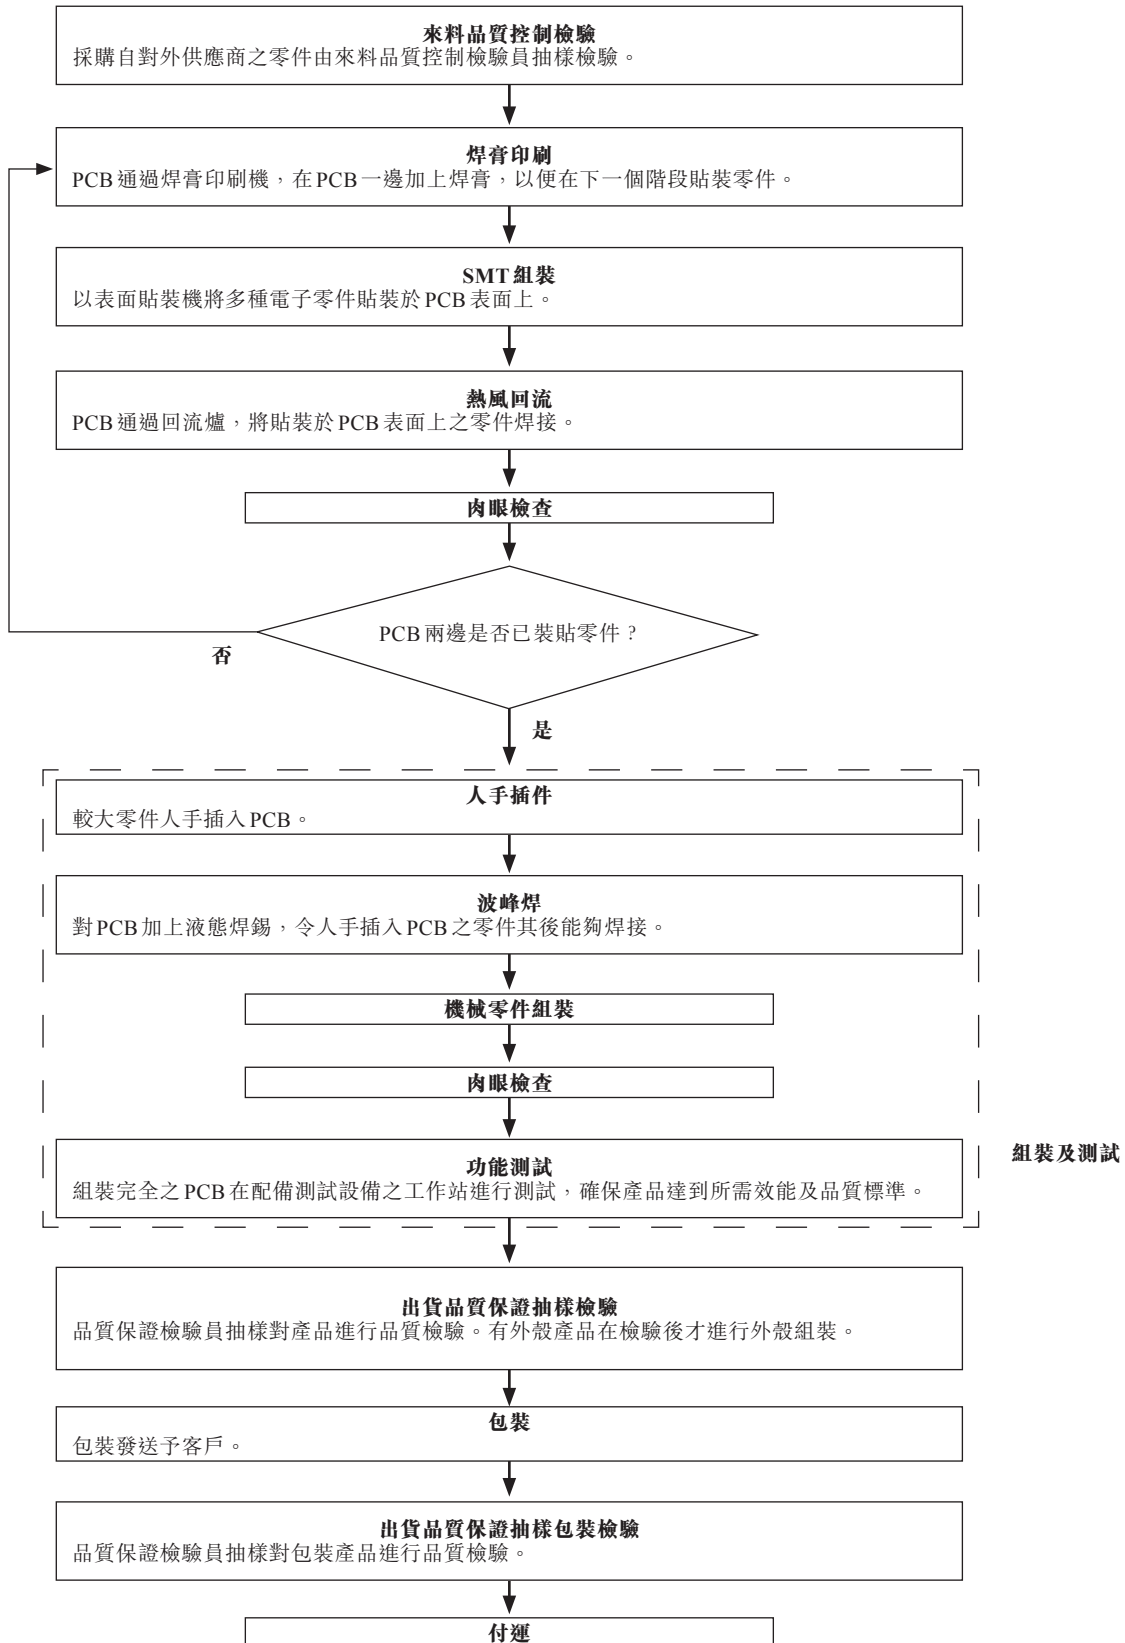 來料品質控制檢驗
採購自對外供應商之零件由來料品質控制檢驗員抽樣檢驗。
焊膏印刷
PCB通過焊膏印刷機，在PCB一邊加上焊膏，以便在下一個階段貼裝零件。
SMT組裝
以表面貼裝機將多種電子零件貼裝於PCB表面上。
熱風回流
PCB通過回流爐，將貼裝於PCB表面上之零件焊接。
肉眼檢查
PCB兩邊是否已裝貼零件？
否
是
人手插件
較大零件人手插入PCB。
波峰焊
對PCB加上液態焊錫，令人手插入PCB之零件其後能夠焊接。
機械零件組裝
肉眼檢查
組裝及測試
功能測試
組裝完全之PCB在配備測試設備之工作站進行測試，確保產品達到所需效能及品質標準。
出貨品質保證抽樣檢驗
品質保證檢驗員抽樣對產品進行品質檢驗。有外殼產品在檢驗後才進行外殼組裝。
包裝
包裝發送予客戶。
出貨品質保證抽樣包裝檢驗
品質保證檢驗員抽樣對包裝產品進行品質檢驗。
付運